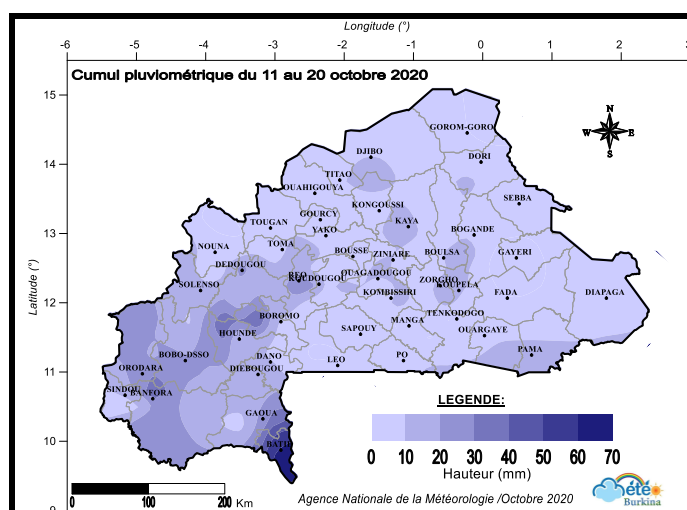 Longitude (°)
-6 -5 -4 -3 -2 -1 0 1 2
Cumul pluviométrique du 11 au 20 octobre 2020
15
14
13
12
11
10
Latitude (°)
N
W E
S
GOROM-GORO
DJIBO
DORI
TITAO
OUAHIGOUYA
SEBBA
KONGOUSSI
GOURCY
TOUGAN
KAYA
YAKO
BOGANDE
TOMA
NOUNA
BOUSSE
ZINIARE
BOULSA
GAYERI
DEDOUGOU
REO
KOUDOUGOU
OUAGADOUGOU
SOLENSO
ZORGHO
KOUPELA
KOMBISSIRI
FADA
DIAPAGA
BOROMO
TENKODOGO
MANGA
HOUNDE
SAPOUY
OUARGAYE
BOBO-DSSO
DANO
LEO
PO
PAMA
ORODARA
DIEBOUGOU
SINDOU
BANFORA
GAOUA
BATIE
LEGENDE:
0 10 20 30 40 50 60 70
Hauteur (mm)
0 100 200 Km
Agence Nationale de la Météorologie /Octobre 2020
été
Burkina